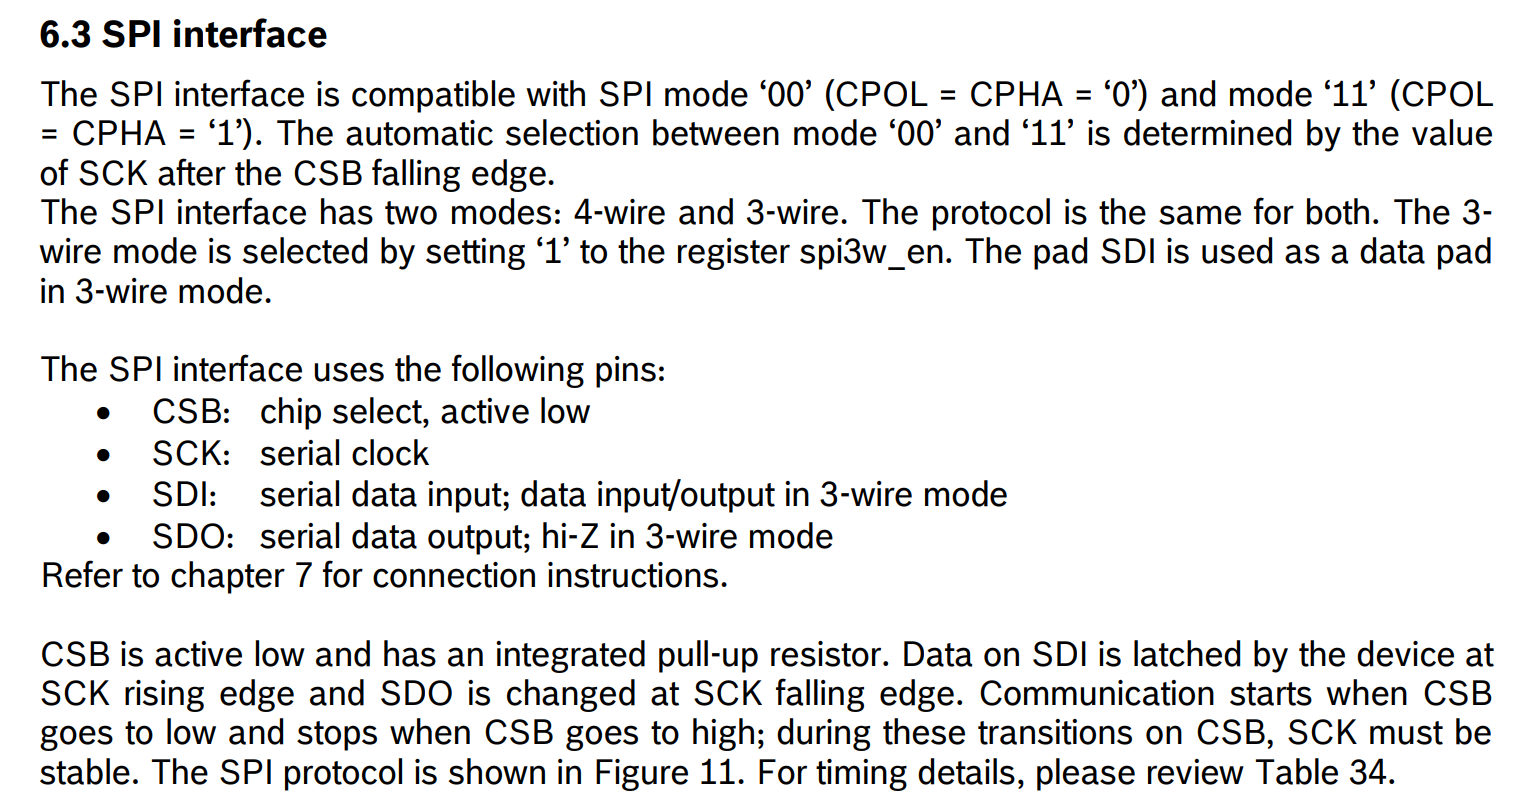 6.3 SPI interface
The SPI interface is compatible with SPI mode ‘00’ (CPOL = CPHA = ‘0’) and mode ‘11’ (CPOL
= CPHA = ‘1’). The automatic selection between mode ‘00’ and ‘11’ is determined by the value
of SCK after the CSB falling edge.
The SPI interface has two modes: 4-wire and 3-wire. The protocol is the same for both. The 3-
wire mode is selected by setting ‘1’ to the register spi3w_en. The pad SDI is used as a data pad
in 3-wire mode.
The SPI interface uses the following pins:
• CSB: chip select, active low
• SCK: serial clock
• SDI: serial data input; data input/output in 3-wire mode
• SDO: serial data output; hi-Z in 3-wire mode
Refer to chapter 7 for connection instructions.
CSB is active low and has an integrated pull-up resistor. Data on SDI is latched by the device at
SCK rising edge and SDO is changed at SCK falling edge. Communication starts when CSB
goes to low and stops when CSB goes to high; during these transitions on CSB, SCK must be
stable. The SPI protocol is shown in Figure 11. For timing details, please review Table 34.